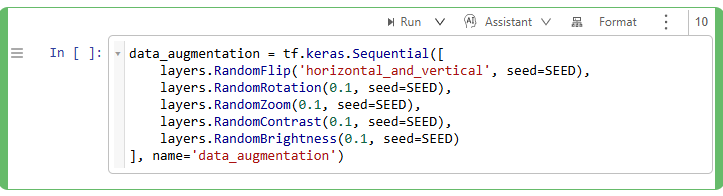 Run Assistant Format 10
In [ ]: data_augmentation = tf.keras.Sequential([
    layers.RandomFlip('horizontal_and_vertical', seed=SEED),
    layers.RandomRotation(0.1, seed=SEED),
    layers.RandomZoom(0.1, seed=SEED),
    layers.RandomContrast(0.1, seed=SEED),
    layers.RandomBrightness(0.1, seed=SEED)
], name='data_augmentation')